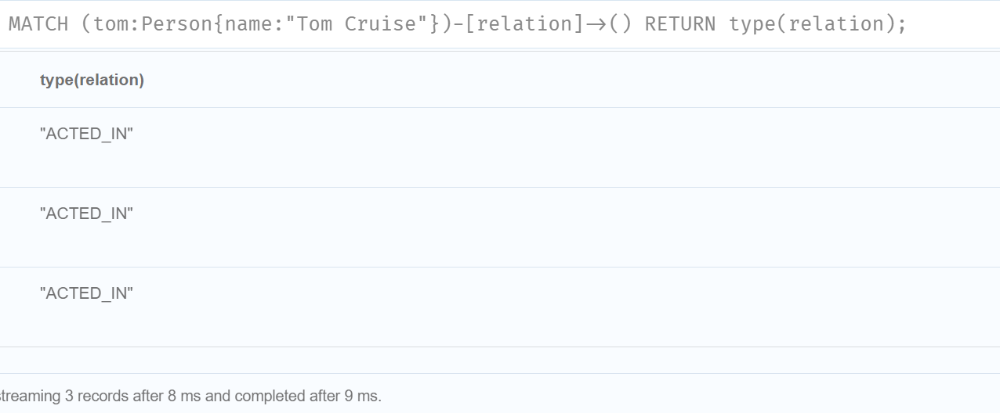 MATCH (tom:Person{name:"Tom Cruise"})-[relation]->() RETURN type(relation);
type(relation)
"ACTED_IN"
"ACTED_IN"
"ACTED_IN"
treaming 3 records after 8 ms and completed after 9 ms.